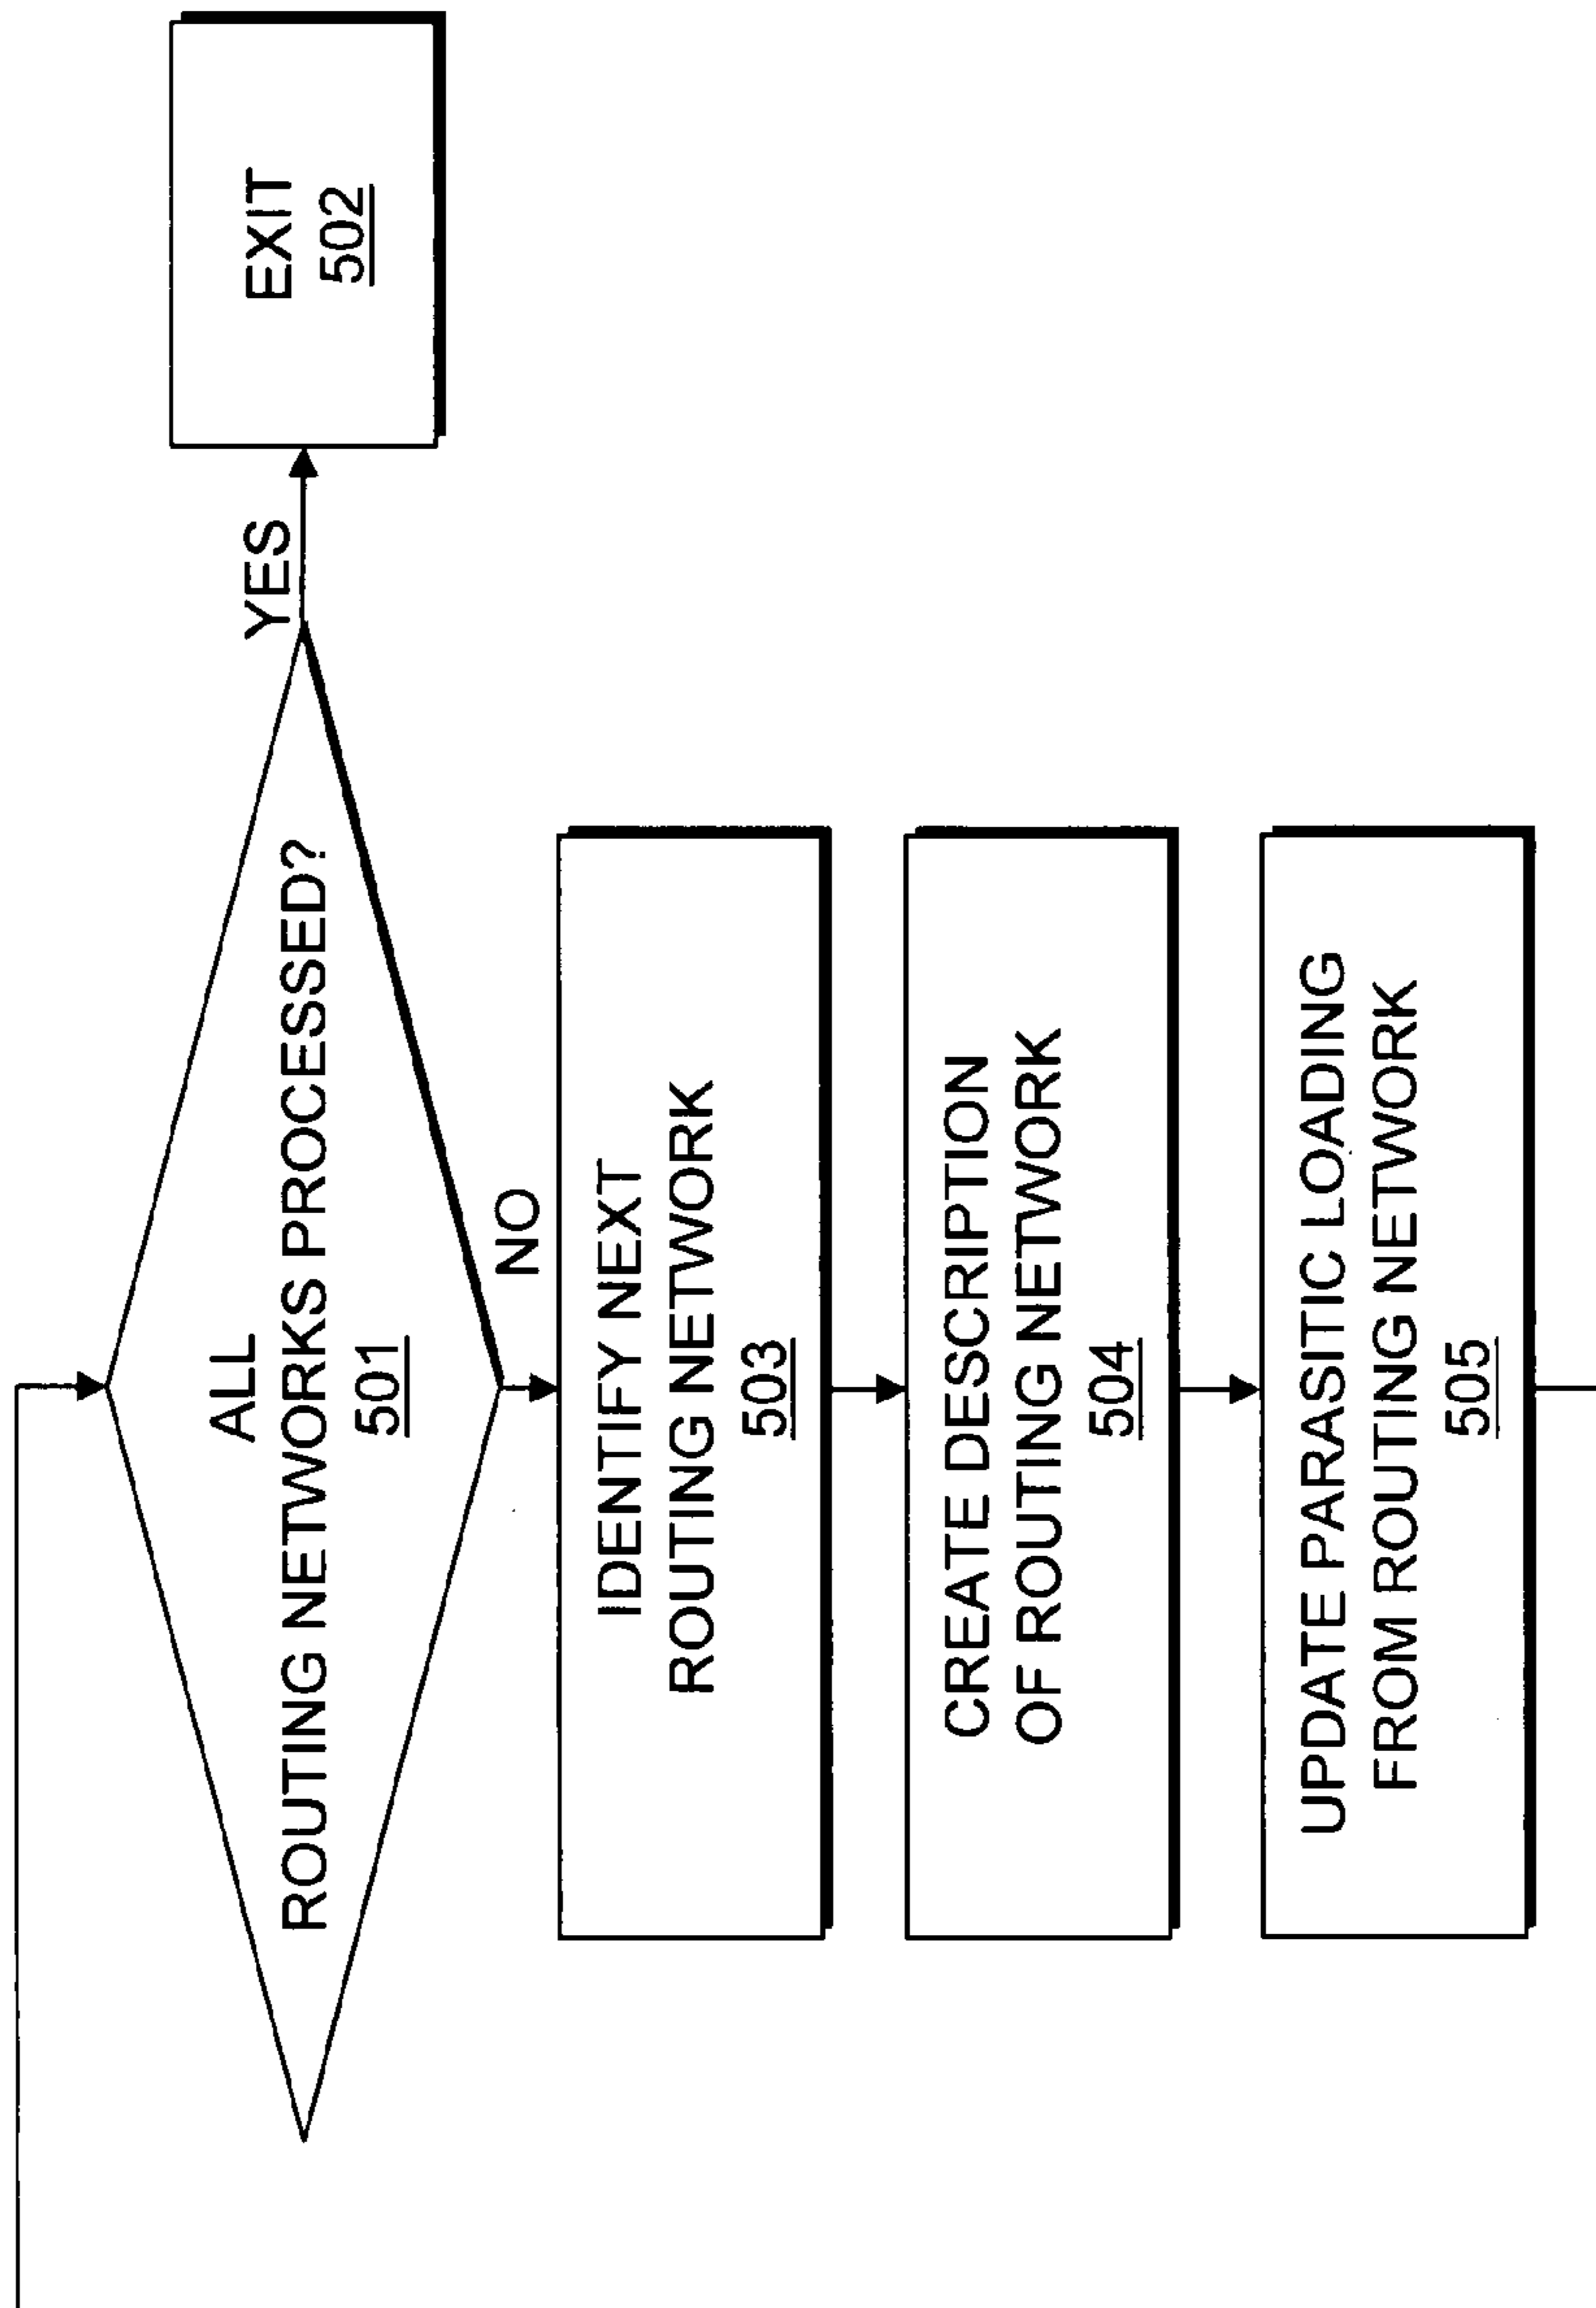 ALL
ROUTING NETWORKS PROCESSED?
501
YES
EXIT
502
NO
IDENTIFY NEXT
ROUTING NETWORK
503
CREATE DESCRIPTION
OF ROUTING NETWORK
504
UPDATE PARASITIC LOADING
FROM ROUTING NETWORK
505